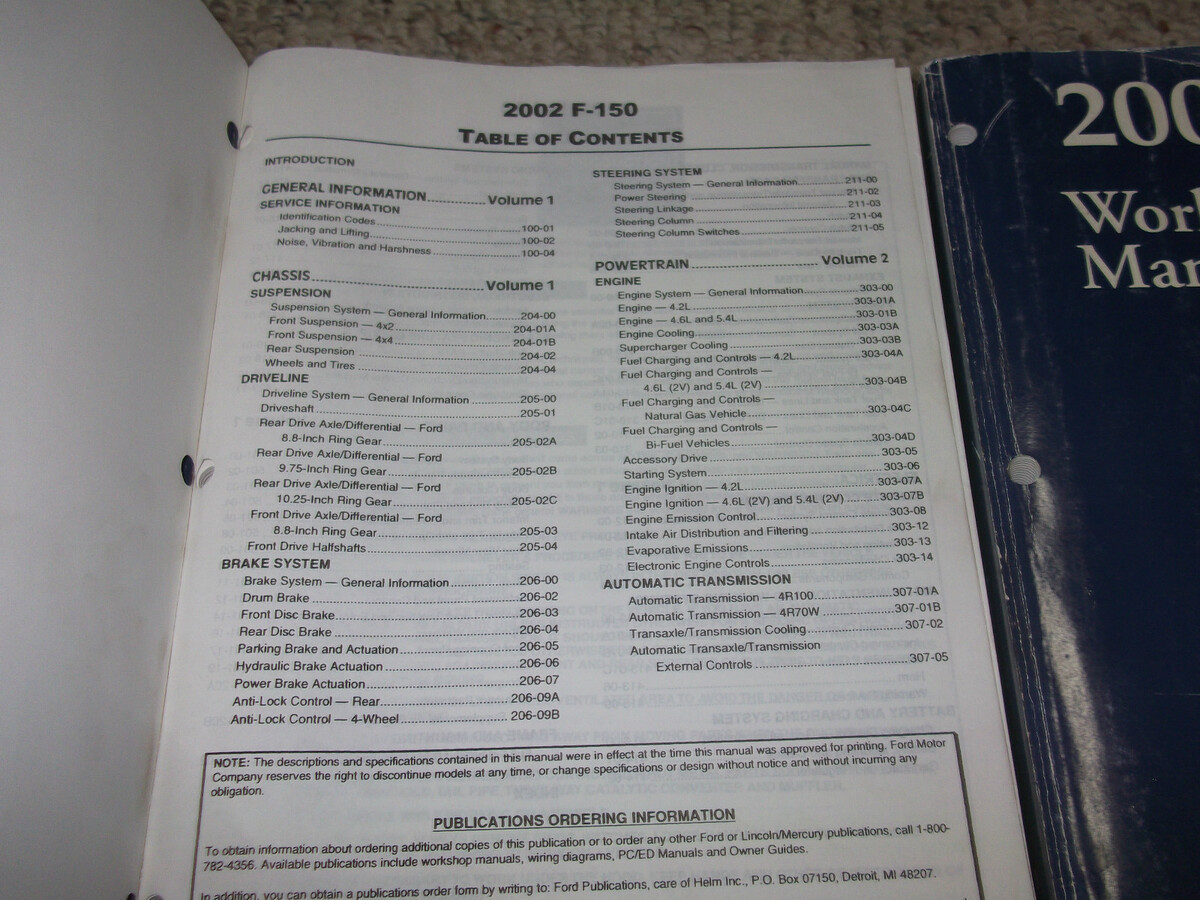 2002 F-150
TABLE OF CONTENTS
INTRODUCTION
GENERAL INFORMATION..............Volume 1
SERVICE INFORMATION
Identification Codes..............100-01
Jacking and Lifting..............100-02
Noise, Vibration and Harshness..............100-04
CHASSIS..............Volume 1
SUSPENSION
Suspension System — General Information..............204-00
Front Suspension — 4x2..............204-01A
Front Suspension — 4x4..............204-01B
Rear Suspension..............204-02
Wheels and Tires..............204-04
DRIVELINE
Driveline System — General Information..............205-00
Driveshaft..............205-01
Rear Drive Axle/Differential — Ford
8.8-Inch Ring Gear..............205-02A
Rear Drive Axle/Differential — Ford
9.75-Inch Ring Gear..............205-02B
Rear Drive Axle/Differential — Ford
10.25-Inch Ring Gear..............205-02C
Front Drive Axle/Differential — Ford
8.8-Inch Ring Gear..............205-03
Front Drive Halfshafts..............205-04
BRAKE SYSTEM
Brake System — General Information..............206-00
Drum Brake..............206-02
Front Disc Brake..............206-03
Rear Disc Brake..............206-04
Parking Brake and Actuation..............206-05
Hydraulic Brake Actuation..............206-06
Power Brake Actuation..............206-07
Anti-Lock Control — Rear..............206-09A
Anti-Lock Control — 4-Wheel..............206-09B
STEERING SYSTEM
Steering System — General Information..............211-00
Power Steering..............211-02
Steering Linkage..............211-03
Steering Column..............211-04
Steering Column Switches..............211-05
POWERTRAIN..............Volume 2
ENGINE
Engine System — General Information..............303-00
Engine — 4.2L..............303-01A
Engine — 4.6L and 5.4L..............303-01B
Engine Cooling..............303-03A
Supercharger Cooling..............303-03B
Fuel Charging and Controls — 4.2L..............303-04A
Fuel Charging and Controls —
4.6L (2V) and 5.4L (2V)..............303-04B
Fuel Charging and Controls —
Natural Gas Vehicle..............303-04C
Fuel Charging and Controls —
Bi-Fuel Vehicles..............303-04D
Accessory Drive..............303-05
Starting System..............303-06
Engine Ignition — 4.2L..............303-07A
Engine Ignition — 4.6L (2V) and 5.4L (2V)..............303-07B
Engine Emission Control..............303-08
Intake Air Distribution and Filtering..............303-12
Evaporative Emissions..............303-13
Electronic Engine Controls..............303-14
AUTOMATIC TRANSMISSION
Automatic Transmission — 4R100..............307-01A
Automatic Transmission — 4R70W..............307-01B
Transaxle/Transmission Cooling..............307-02
Automatic Transaxle/Transmission
External Controls..............307-05
NOTE: The descriptions and specifications contained in this manual were in effect at the time this manual was approved for printing. Ford Motor
Company reserves the right to discontinue models at any time, or change specifications or design without notice and without incurring any
obligation.
PUBLICATIONS ORDERING INFORMATION
To obtain information about ordering additional copies of this publication or to order any other Ford or Lincoln/Mercury publications, call 1-800-
782-4356. Available publications include workshop manuals, wiring diagrams, PC/ED Manuals and Owner Guides.
In addition, you can obtain a publications order form by writing to: Ford Publications, care of Helm Inc., P.O. Box 07150, Detroit, MI 48207.
200
Work
Man